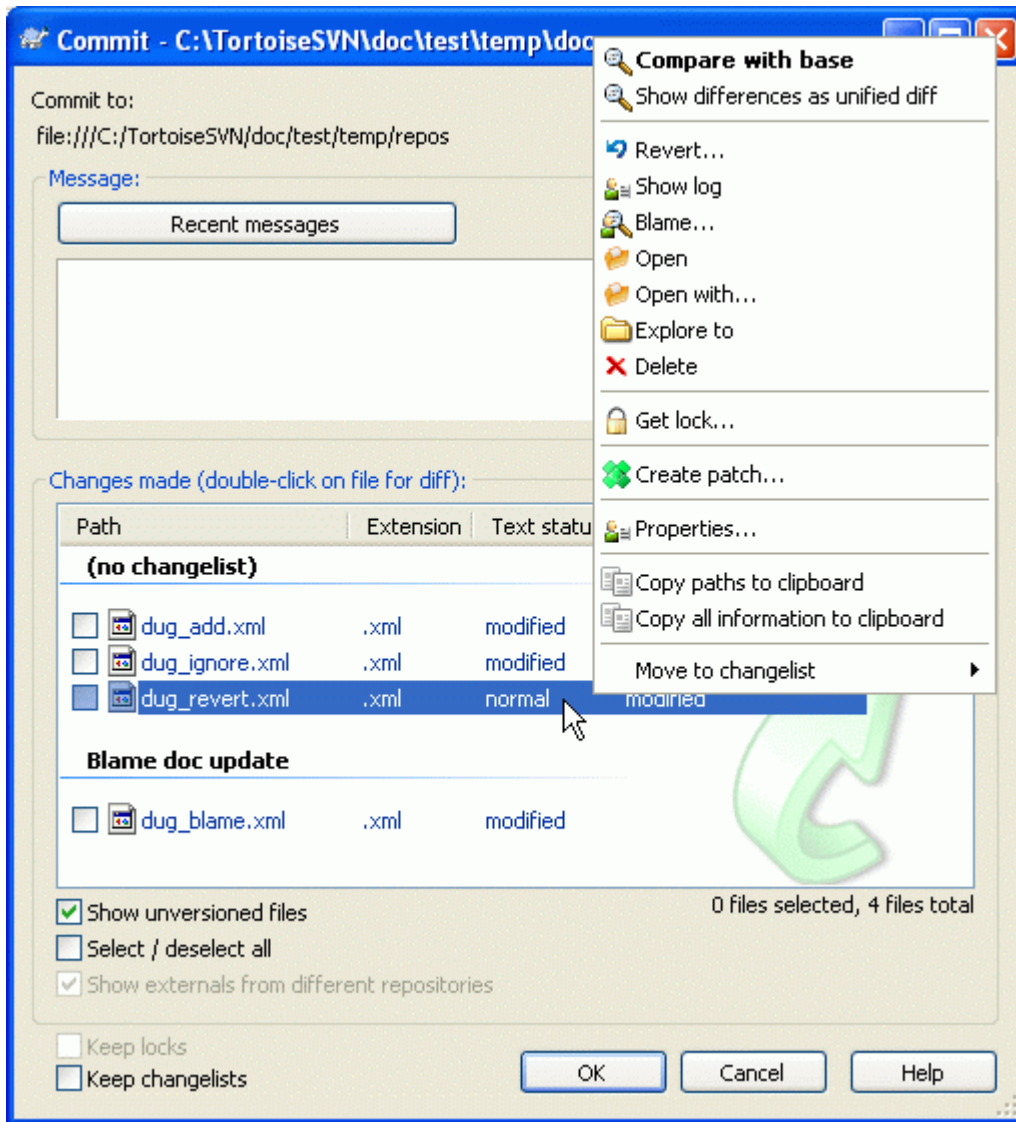 Commit - C:\TortoiseSVN\doc\test\temp\doc
Commit to:
file:///C:/TortoiseSVN/doc/test/temp/repos
Message:
Recent messages
Compare with base
Show differences as unified diff
Revert...
Show log
Blame...
Open
Open with...
Explore to
Delete
Get lock...
Create patch...
Properties...
Copy paths to clipboard
Copy all information to clipboard
Move to changelist
Changes made (double-click on file for diff):
Path Extension Text statu
(no changelist)
dug_add.xml .xml modified
dug_ignore.xml .xml modified
dug_revert.xml .xml normal modified
Blame doc update
dug_blame.xml .xml modified
0 files selected, 4 files total
Show unversioned files
Select / deselect all
Show externals from different repositories
Keep locks
Keep changelists
OK Cancel Help